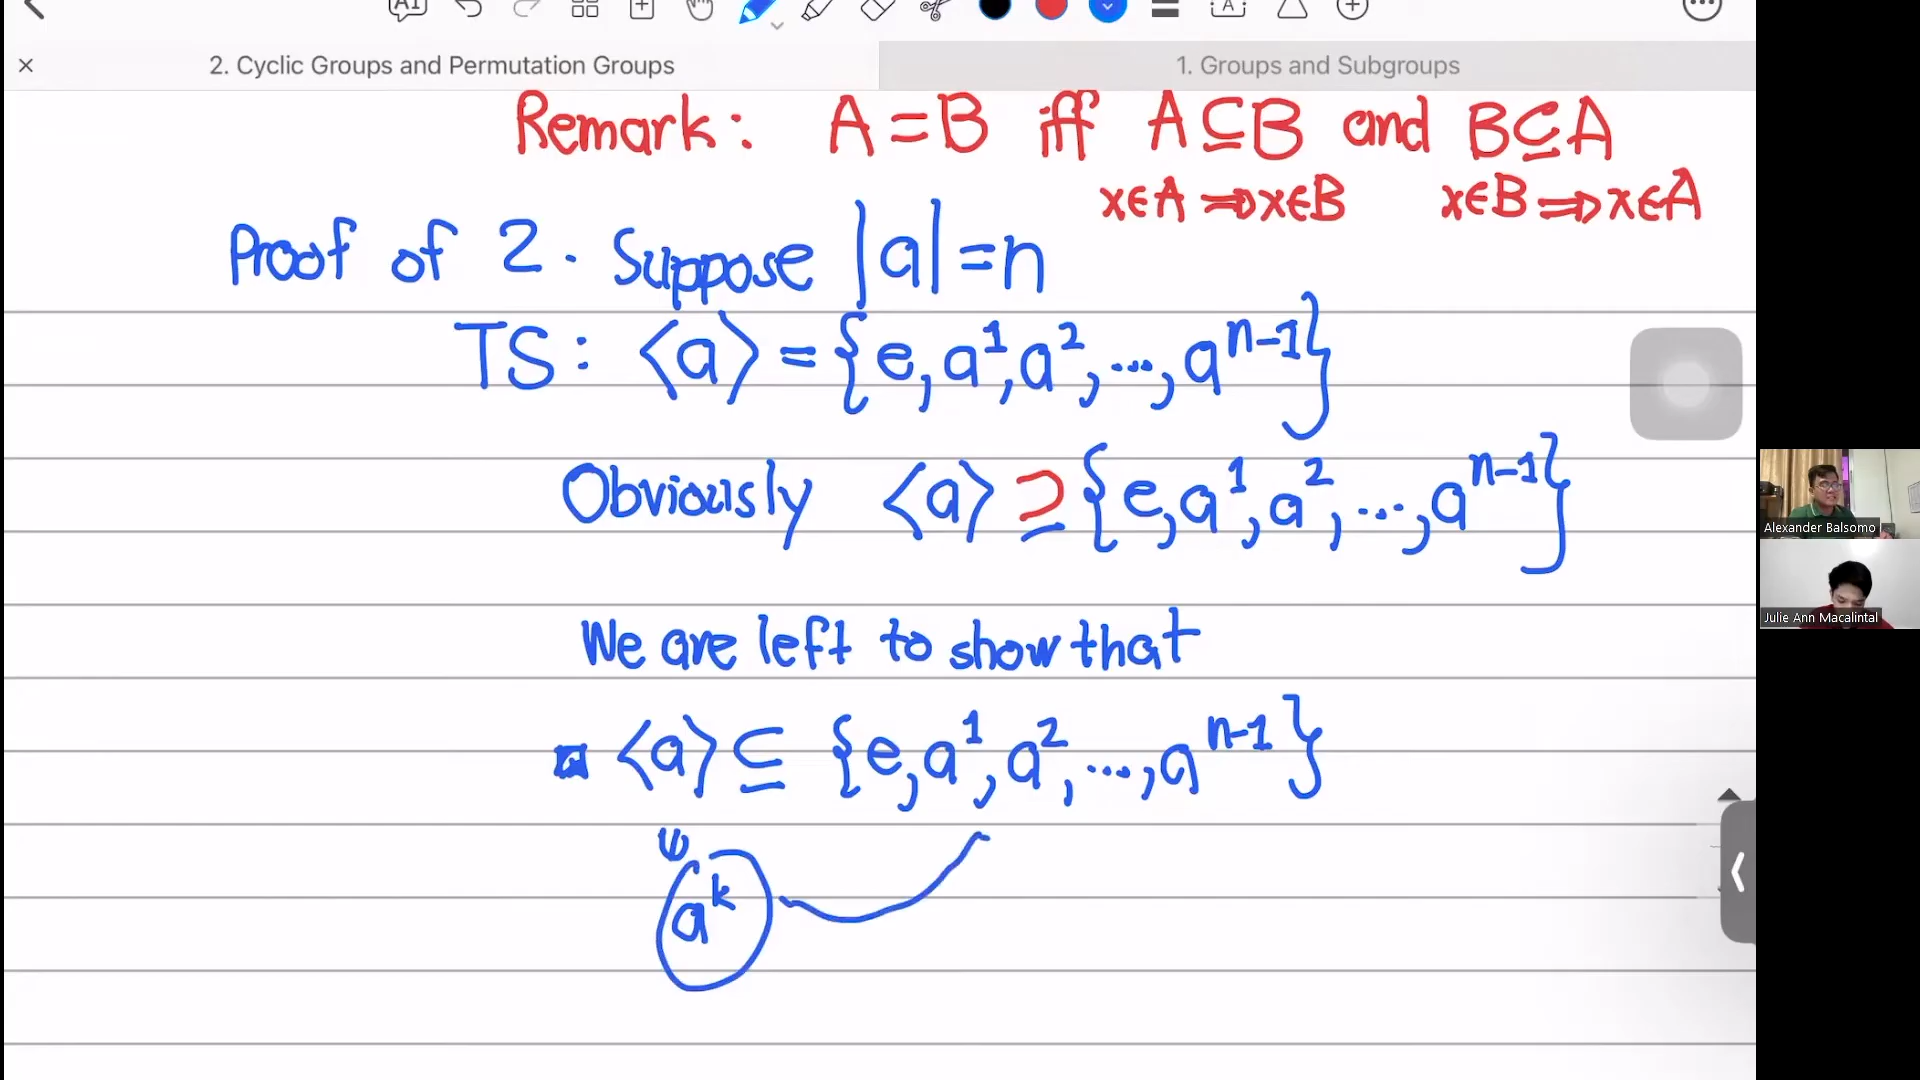 AI
A
× 2. Cyclic Groups and Permutation Groups 1. Groups and Subgroups
Remark: A=B iff A⊆B and B⊆A
x∈A ⟹ x∈B x∈B ⟹ x∈A
Proof of 2. Suppose |a|=n
TS: ⟨a⟩ = {e, a¹, a², ..., aⁿ⁻¹}
Obviously ⟨a⟩ ⊇ {e, a¹, a², ..., aⁿ⁻¹}
We are left to show that
⟨a⟩ ⊆ {e, a¹, a², ..., aⁿ⁻¹}
aᵏ
Alexander Balsomo
Julie Ann Macalintal